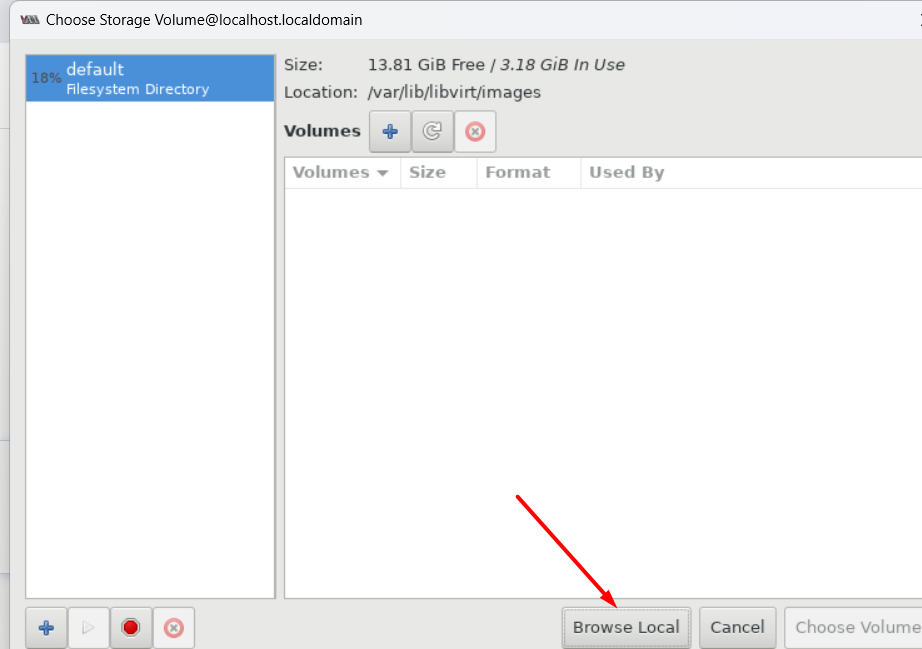 Choose Storage Volume@localhost.localdomain
18% default
Filesystem Directory
Size: 13.81 GiB Free / 3.18 GiB In Use
Location: /var/lib/libvirt/images
Volumes
Volumes Size Format Used By
Browse Local Cancel Choose Volume